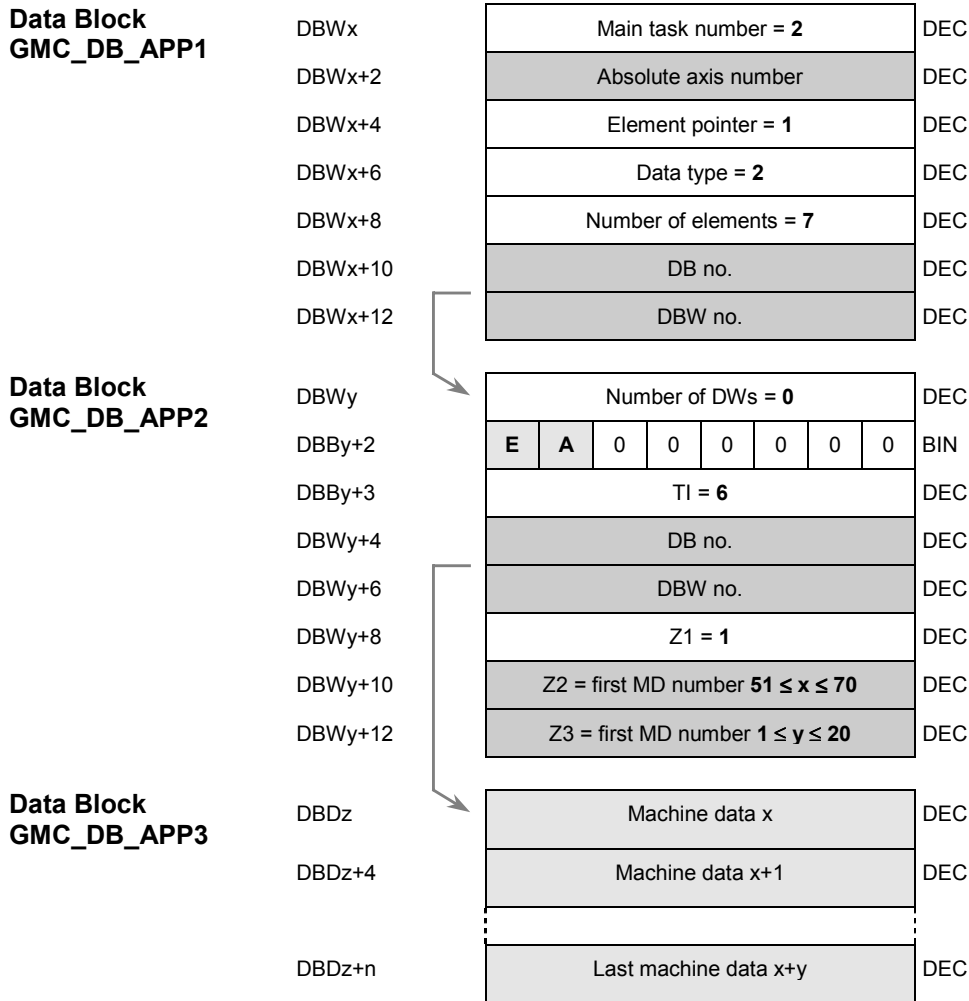 Data Block
GMC_DB_APP1
DBWx Main task number = 2 DEC
DBWx+2 Absolute axis number DEC
DBWx+4 Element pointer = 1 DEC
DBWx+6 Data type = 2 DEC
DBWx+8 Number of elements = 7 DEC
DBWx+10 DB no. DEC
DBWx+12 DBW no. DEC
Data Block
GMC_DB_APP2
DBWy Number of DWs = 0 DEC
DBBy+2 E A 0 0 0 0 0 0 BIN
DBBy+3 TI = 6 DEC
DBWy+4 DB no. DEC
DBWy+6 DBW no. DEC
DBWy+8 Z1 = 1 DEC
DBWy+10 Z2 = first MD number 51 ≤ x ≤ 70 DEC
DBWy+12 Z3 = first MD number 1 ≤ y ≤ 20 DEC
Data Block
GMC_DB_APP3
DBDz Machine data x DEC
DBDz+4 Machine data x+1 DEC
DBDz+n Last machine data x+y DEC